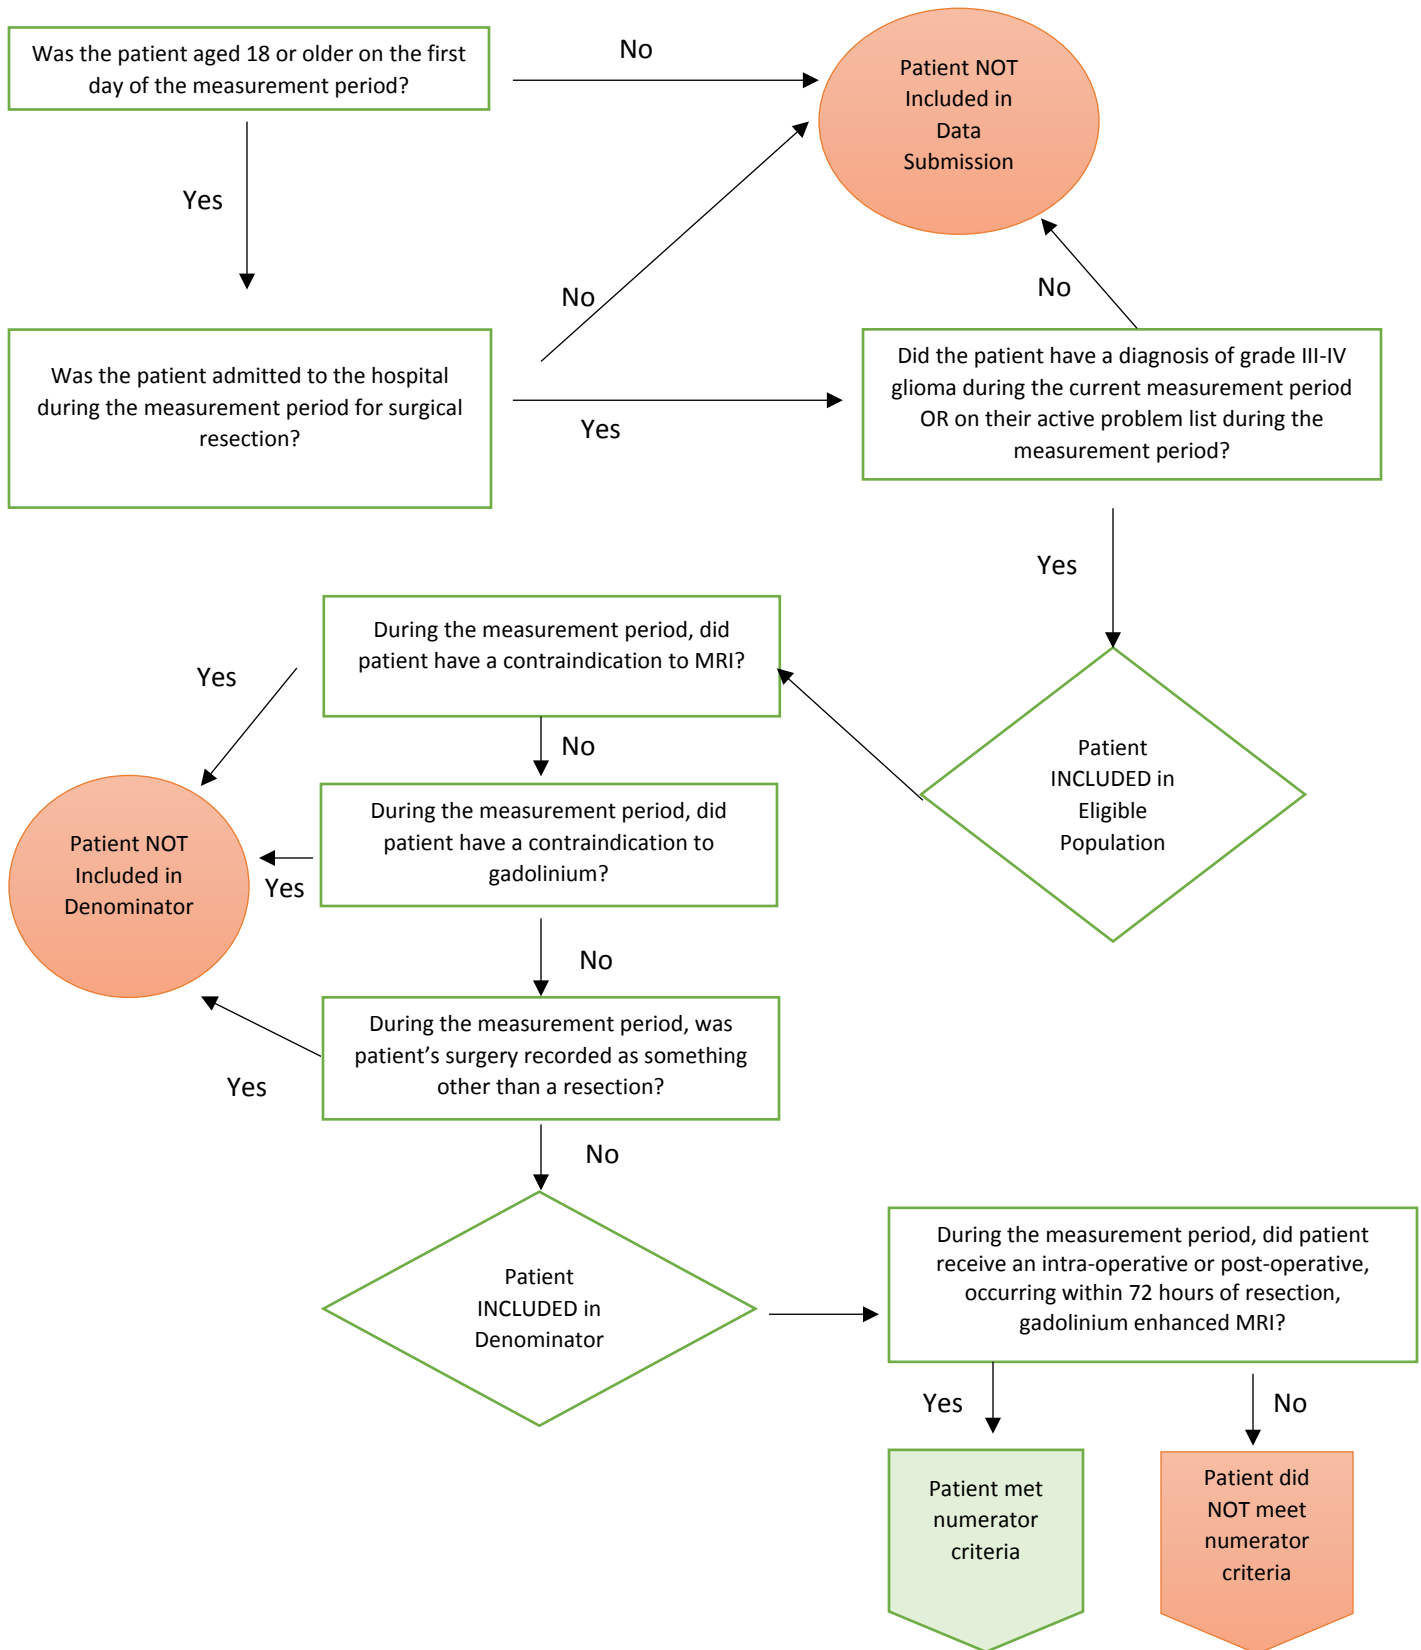 Was the patient aged 18 or older on the first
day of the measurement period?
No
Patient NOT
Included in
Data
Submission
Yes
No
No
Was the patient admitted to the hospital
during the measurement period for surgical
resection?
Yes
Did the patient have a diagnosis of grade III-IV
glioma during the current measurement period
OR on their active problem list during the
measurement period?
Yes
Patient
INCLUDED in
Eligible
Population
During the measurement period, did
patient have a contraindication to MRI?
Yes
No
During the measurement period, did
patient have a contraindication to
gadolinium?
Yes
Patient NOT
Included in
Denominator
No
During the measurement period, was
patient’s surgery recorded as something
other than a resection?
Yes
No
Patient
INCLUDED in
Denominator
During the measurement period, did patient
receive an intra-operative or post-operative,
occurring within 72 hours of resection,
gadolinium enhanced MRI?
Yes
No
Patient met
numerator
criteria
Patient did
NOT meet
numerator
criteria